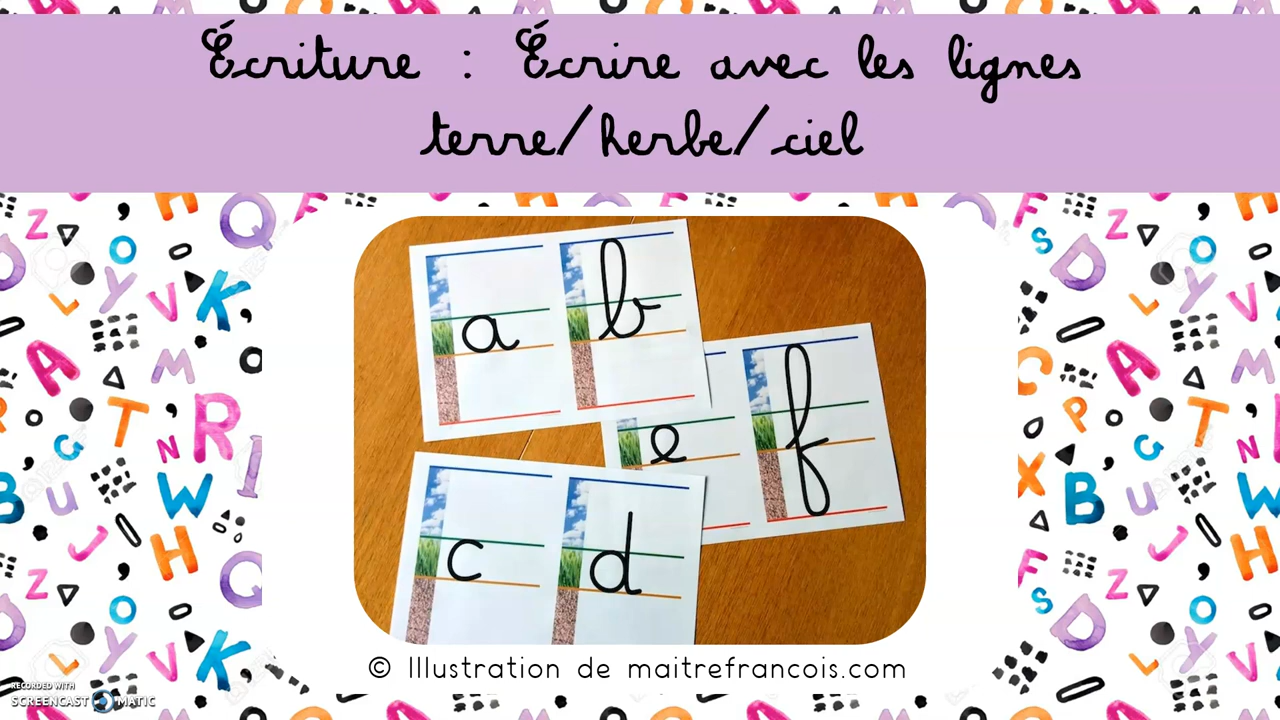 Écriture : Écrire avec les lignes
terre/herbe/ciel
a
b
e
f
c
d
© Illustration de maitrefrancois.com
RECORDED WITH
SCREENCAST MATIC